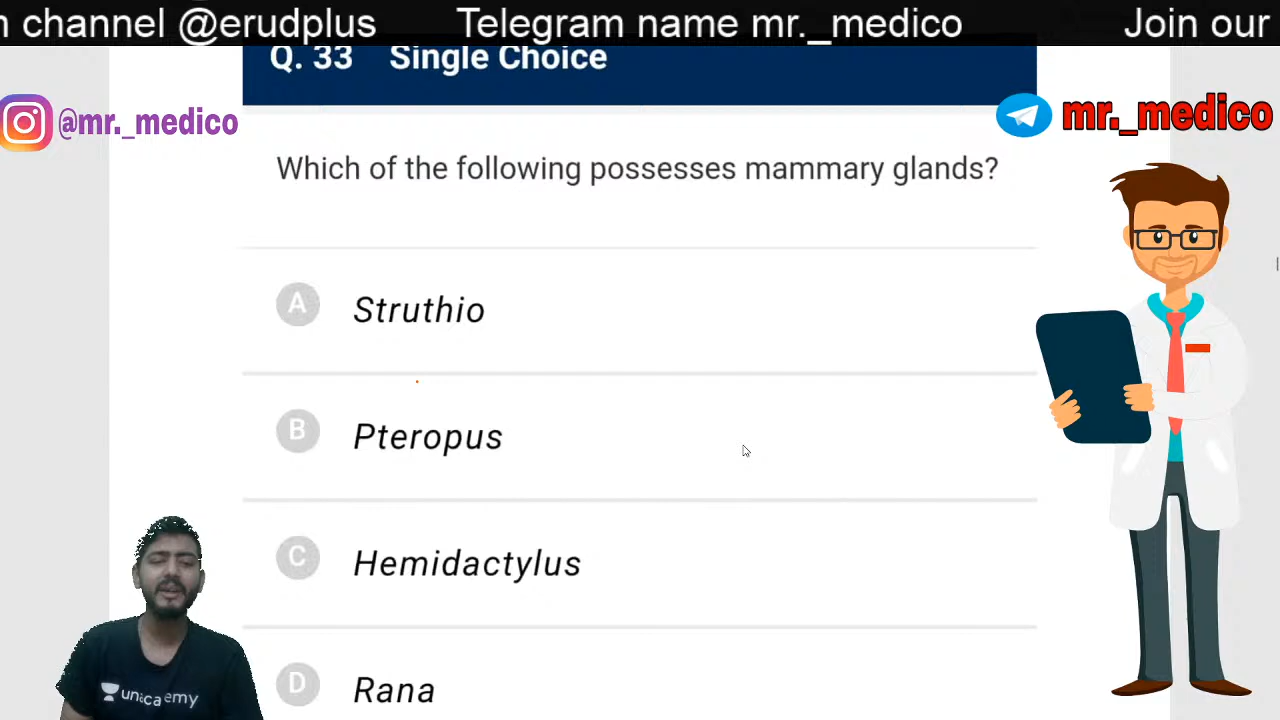 n channel @erudplus Telegram name mr._medico Join our
Q. 33 Single Choice
@mr._medico
mr._medico
Which of the following possesses mammary glands?
A Struthio
B Pteropus
C Hemidactylus
D Rana
unacademy